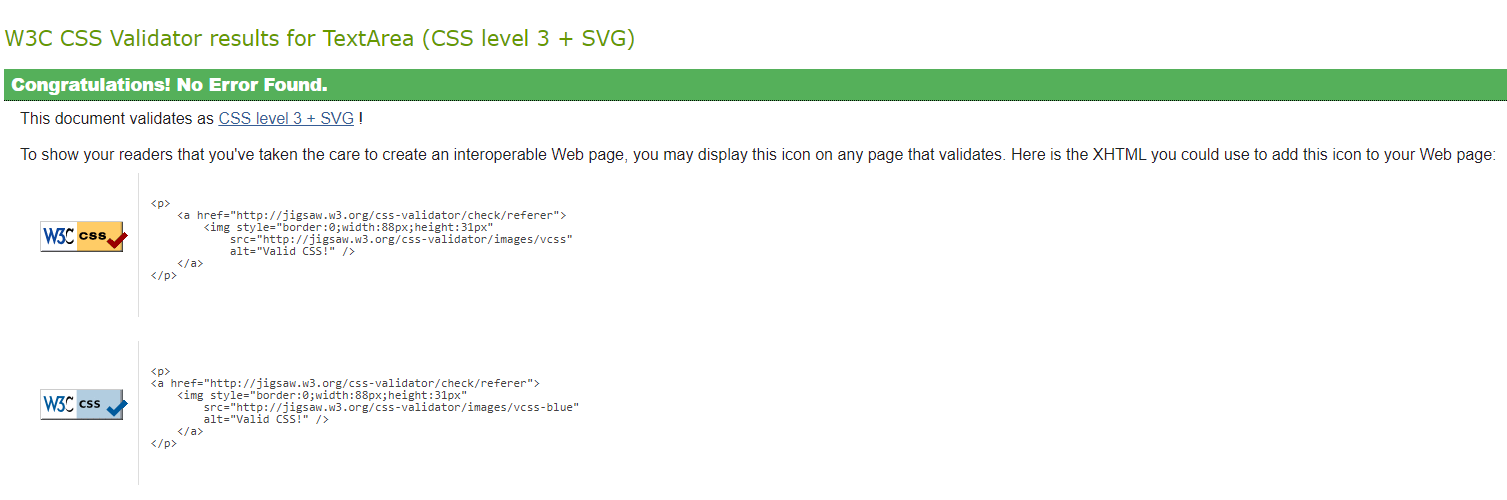 W3C CSS Validator results for TextArea (CSS level 3 + SVG)
Congratulations! No Error Found.
This document validates as CSS level 3 + SVG !
To show your readers that you've taken the care to create an interoperable Web page, you may display this icon on any page that validates. Here is the XHTML you could use to add this icon to your Web page:
W3C css
<p>
<a href="http://jigsaw.w3.org/css-validator/check/referer">
<img style="border:0;width:88px;height:31px"
src="http://jigsaw.w3.org/css-validator/images/vcss"
alt="Valid CSS!" />
</a>
</p>
W3C css
<p>
<a href="http://jigsaw.w3.org/css-validator/check/referer">
<img style="border:0;width:88px;height:31px"
src="http://jigsaw.w3.org/css-validator/images/vcss-blue"
alt="Valid CSS!" />
</a>
</p>